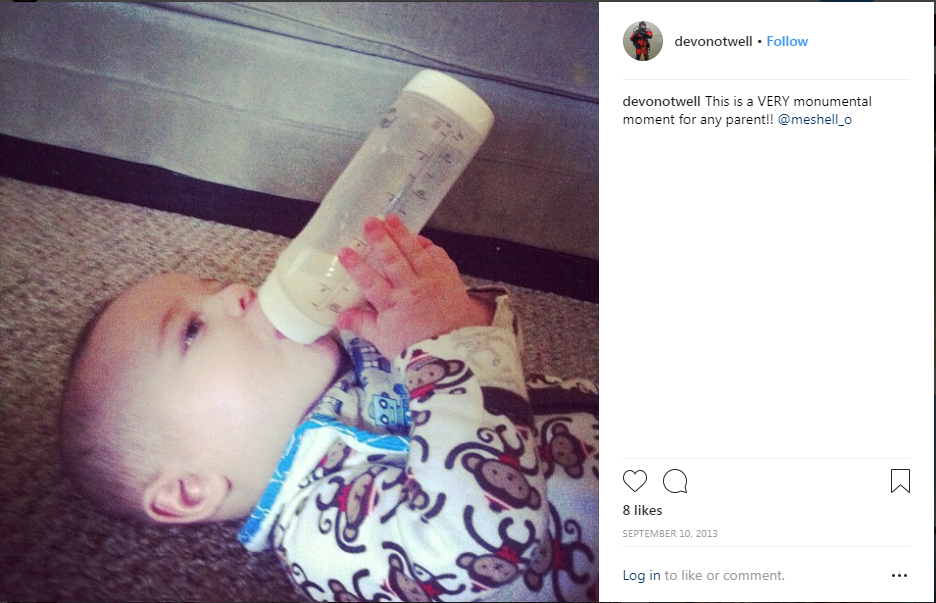 devonotwell • Follow
devonotwell This is a VERY monumental
moment for any parent!! @meshell_o
8 likes
SEPTEMBER 10, 2013
Log in to like or comment.